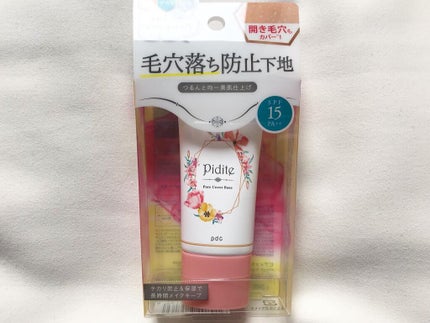 開き毛穴も
カバー*1
毛穴落ち防止下地
つるんと均一美肌仕上げ
SPF
15
PA++
Pidite
Pore Cover Base
pdc
テカリ防止&保湿で
長時間メイクキープ